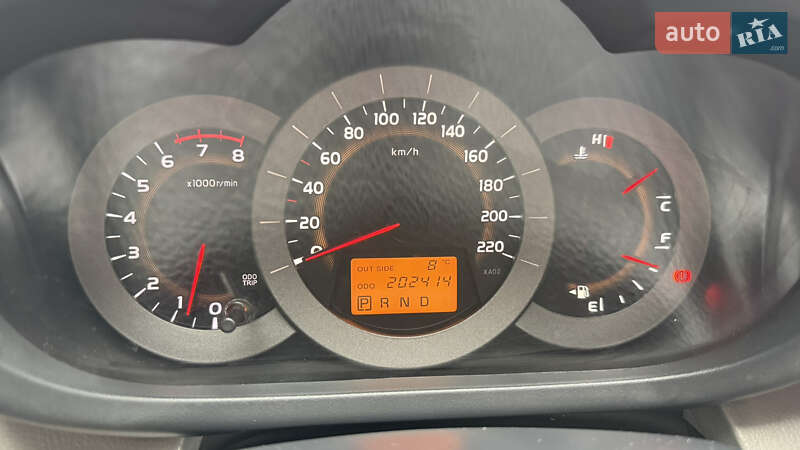 auto RIA.com
x1000r/min
0 1 2 3 4 5 6 7 8
ODO
TRIP
km/h
0 20 40 60 80 100 120 140 160 180 200 220
OUT SIDE 8 °C
ODO 202414
P R N D
XA02
H
C
F
E